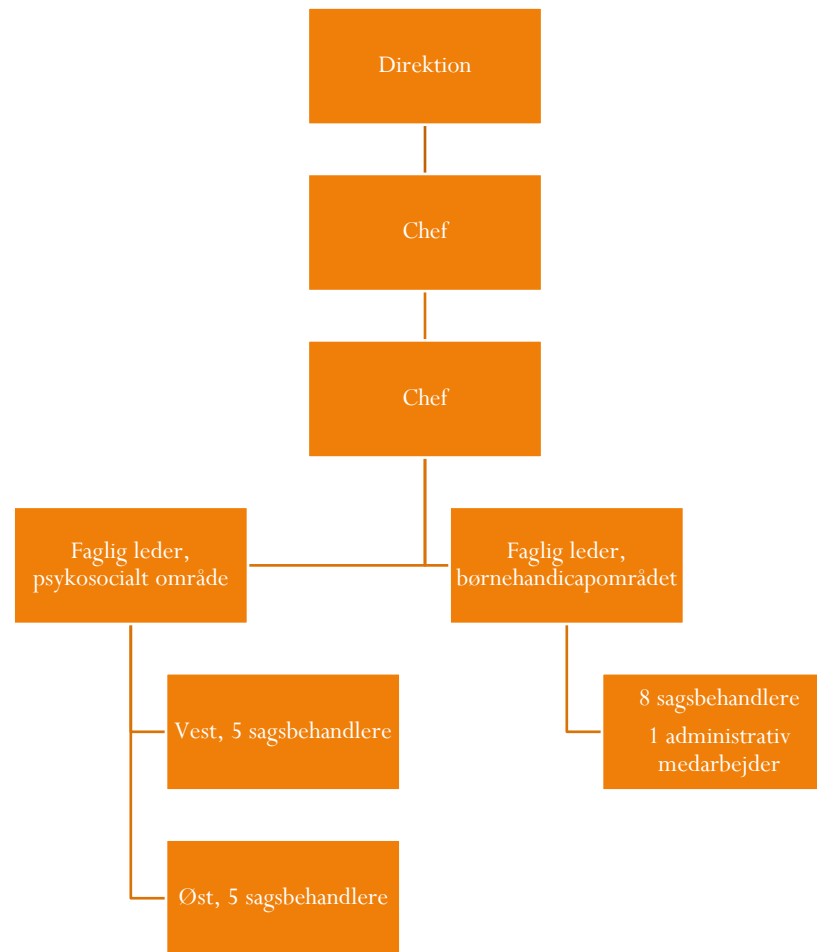 Direktion
Chef
Chef
Faglig leder,
psykosocialt område
Faglig leder,
børnehandicapområdet
Vest, 5 sagsbehandlere
8 sagsbehandlere
1 administrativ
medarbejder
Øst, 5 sagsbehandlere